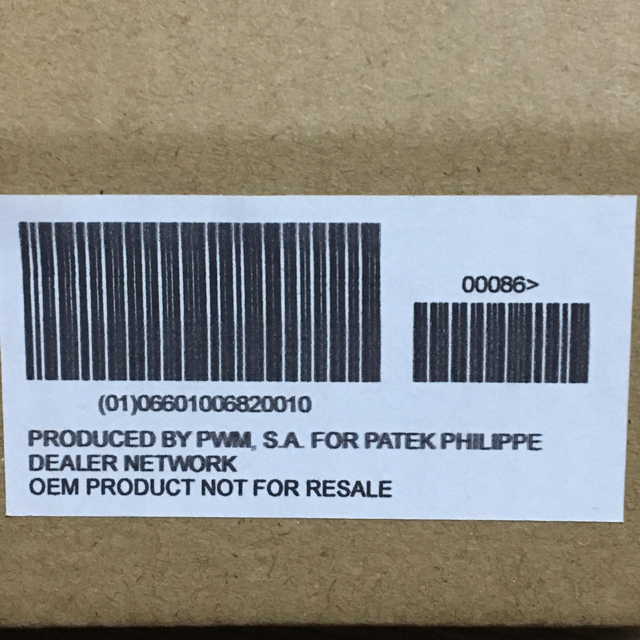 00086>
(01)06601006820010
PRODUCED BY PWM, S.A. FOR PATEK PHILIPPE
DEALER NETWORK
OEM PRODUCT NOT FOR RESALE